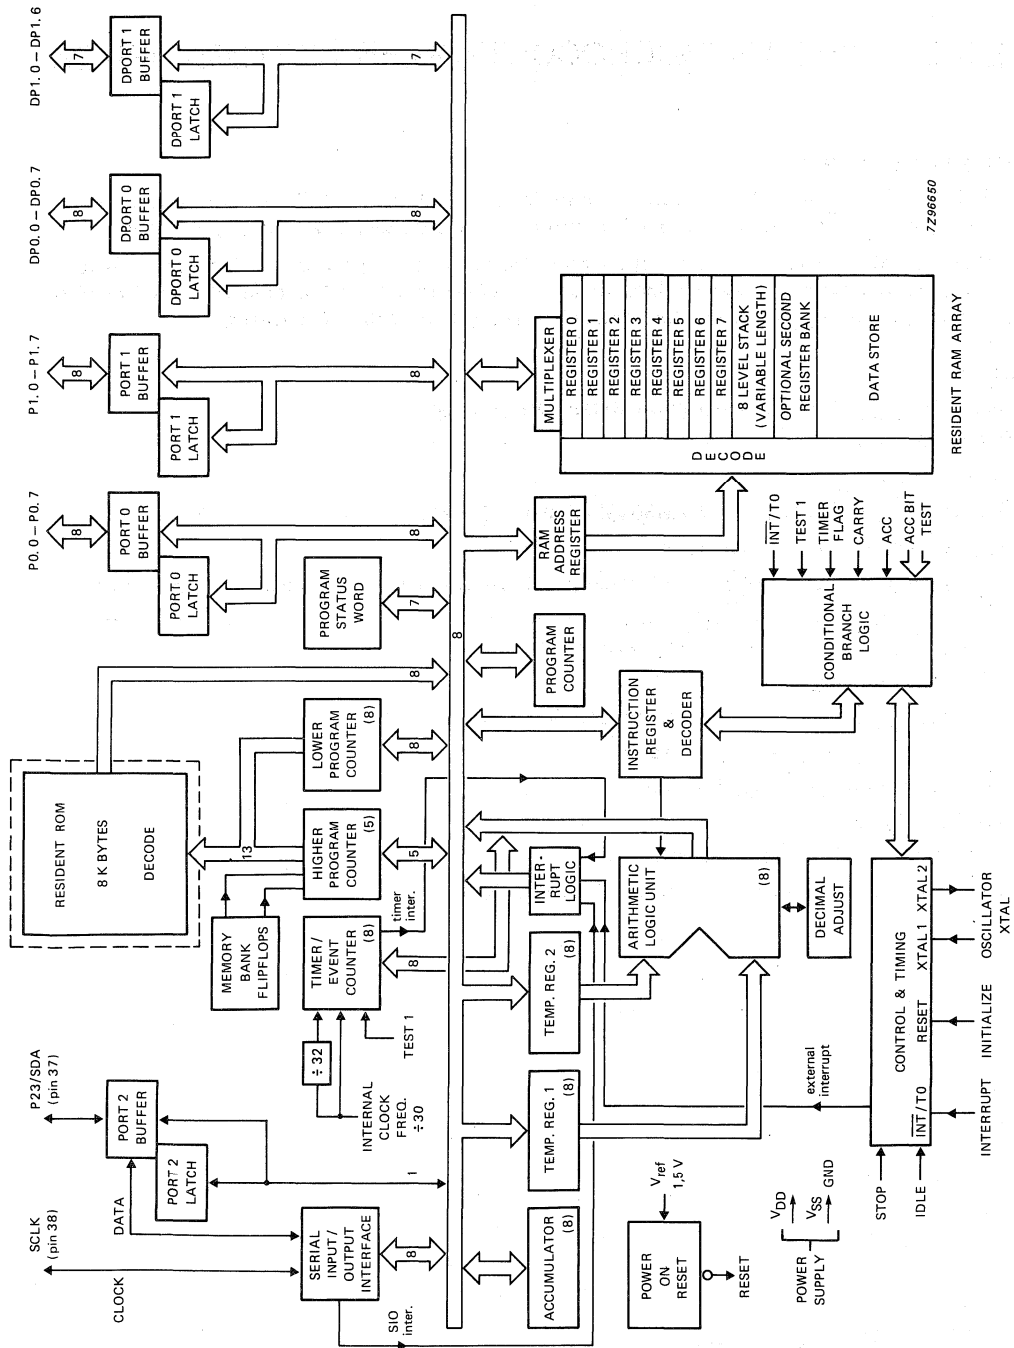 SCLK
(pin 38)
P23/SDA
(pin 37)
P0.0 – P0.7
P1.0 – P1.7
DP0.0 – DP0.7
DP1.0 – DP1.6
CLOCK
DATA
8
8
8
7
PORT 2
BUFFER
PORT 2
LATCH
RESIDENT ROM
8 K BYTES
DECODE
PORT 0
BUFFER
PORT 0
LATCH
PORT 1
BUFFER
PORT 1
LATCH
DPORT 0
BUFFER
DPORT 0
LATCH
DPORT 1
BUFFER
DPORT 1
LATCH
MEMORY
BANK
FLIPFLOPS
13
÷ 32
SERIAL
INPUT/
OUTPUT
INTERFACE
INTERNAL
CLOCK
FREQ.
÷30
TEST 1
TIMER/
EVENT
COUNTER
(8)
HIGHER
PROGRAM
COUNTER
(5)
LOWER
PROGRAM
COUNTER
(8)
PROGRAM
STATUS
WORD
SIO
inter.
timer
inter.
8
1
8
5
8
8
7
8
8
8
7
8
ACCUMULATOR
(8)
TEMP. REG. 1
(8)
TEMP. REG. 2
(8)
INTER-
RUPT
LOGIC
PROGRAM
COUNTER
RAM
ADDRESS
REGISTER
MULTIPLEXER
DECODE
REGISTER 0
REGISTER 1
REGISTER 2
REGISTER 3
REGISTER 4
REGISTER 5
REGISTER 6
REGISTER 7
8 LEVEL STACK
(VARIABLE LENGTH)
OPTIONAL SECOND
REGISTER BANK
DATA STORE
RESIDENT RAM ARRAY
POWER
ON
RESET
Vref
1,5 V
RESET
ARITHMETIC
LOGIC UNIT
(8)
INSTRUCTION
REGISTER
&
DECODER
DECIMAL
ADJUST
CONDITIONAL
BRANCH
LOGIC
INT/T0
TEST 1
TIMER
FLAG
CARRY
ACC
ACC BIT
TEST
POWER
SUPPLY
VDD
VSS
GND
external
interrupt
STOP
IDLE
CONTROL & TIMING
INT/T0
RESET
XTAL 1
XTAL 2
INTERRUPT
INITIALIZE
OSCILLATOR
XTAL
7Z96650